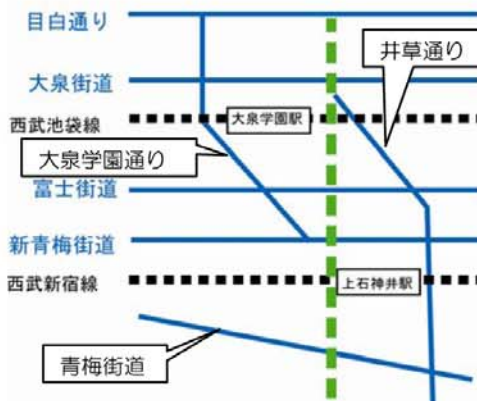 目白通り
井草通り
大泉街道
大泉学園駅
西武池袋線
大泉学園通り
富士街道
新青梅街道
西武新宿線
上石神井駅
青梅街道